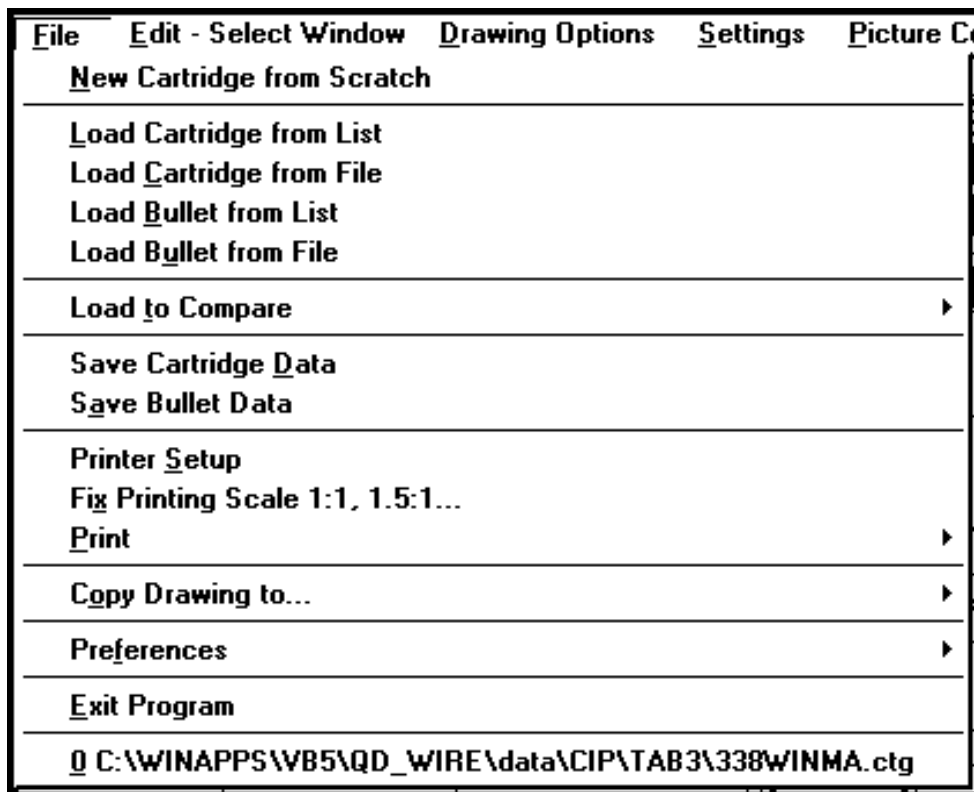 File Edit - Select Window Drawing Options Settings Picture
New Cartridge from Scratch
Load Cartridge from List
Load Cartridge from File
Load Bullet from List
Load Bullet from File
Load to Compare
Save Cartridge Data
Save Bullet Data
Printer Setup
Fix Printing Scale 1:1, 1.5:1...
Print
Copy Drawing to...
Preferences
Exit Program
0 C:\WINAPPS\VB5\QD_WIRE\data\CIP\TAB3\338WINMA.ctg